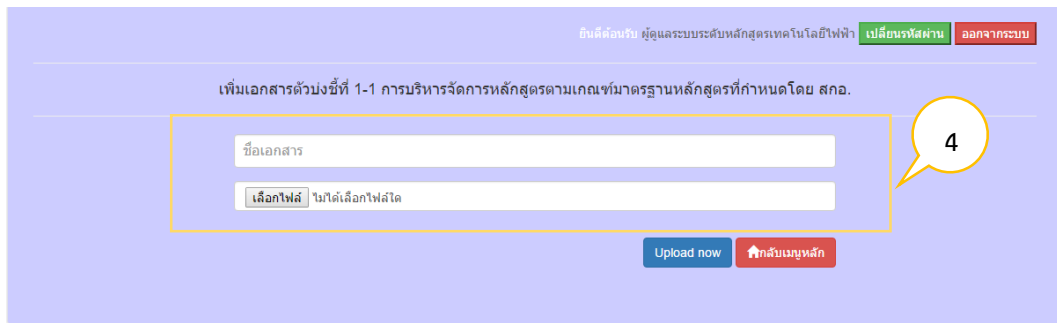 ยินดีต้อนรับ ผู้ดูแลระบบระดับหลักสูตรเทคโนโลยีไฟฟ้า เปลี่ยนรหัสผ่าน ออกจากระบบ
เพิ่มเอกสารตัวบ่งชี้ที่ 1-1 การบริหารจัดการหลักสูตรตามเกณฑ์มาตรฐานหลักสูตรที่กำหนดโดย สกอ.
4
ชื่อเอกสาร
เลือกไฟล์ ไม่ได้เลือกไฟล์ใด
Upload now กลับเมนูหลัก